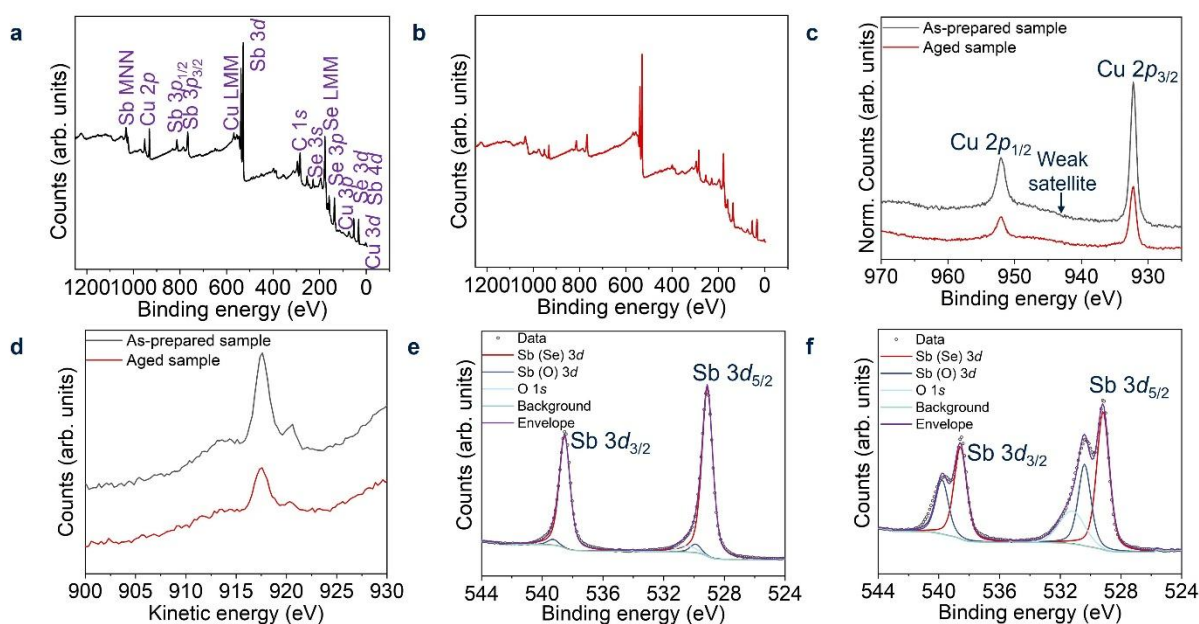 a
Counts (arb. units)
Sb MNN
Cu 2p
Sb 3p1/2
Sb 3p3/2
Cu LMM
Sb 3d
C 1s
Se 3s
Se 3p
Se LMM
Cu 3p
Se 3d
Sb 4d
Cu 3d
1200 1000 800 600 400 200 0
Binding energy (eV)
b
Counts (arb. units)
1200 1000 800 600 400 200 0
Binding energy (eV)
c
As-prepared sample
Aged sample
Cu 2p3/2
Cu 2p1/2
Weak
satellite
Norm. Counts (arb. units)
970 960 950 940 930
Binding energy (eV)
d
As-prepared sample
Aged sample
Counts (arb. units)
900 905 910 915 920 925 930
Kinetic energy (eV)
e
Data
Sb (Se) 3d
Sb (O) 3d
O 1s
Background
Envelope
Sb 3d5/2
Sb 3d3/2
Counts (arb. units)
544 540 536 532 528 524
Binding energy (eV)
f
Data
Sb (Se) 3d
Sb (O) 3d
O 1s
Background
Envelope
Sb 3d5/2
Sb 3d3/2
Counts (arb. units)
544 540 536 532 528 524
Binding energy (eV)